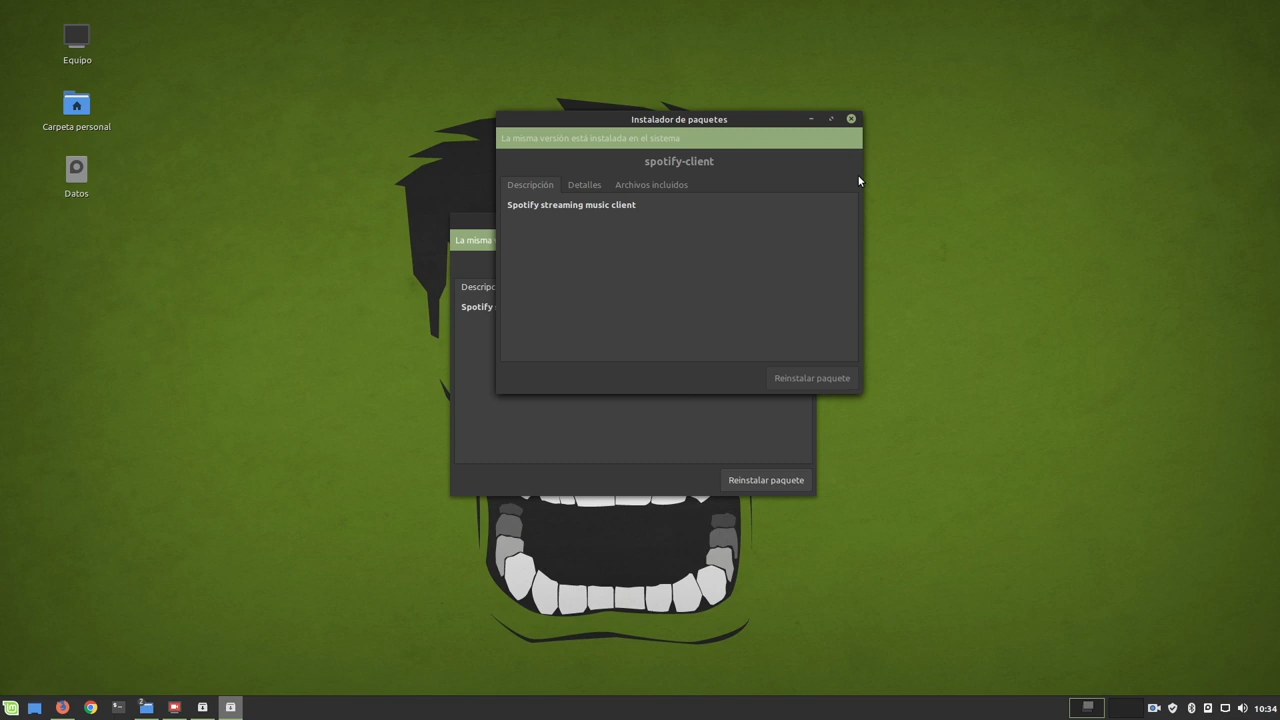 Equipo
Carpeta personal
Datos
Instalador de paquetes
La misma versión está instalada en el sistema
spotify-client
Descripción Detalles Archivos incluidos
Spotify streaming music client
Reinstalar paquete
La misma
Descripc
Spotify
Reinstalar paquete
2
10:34